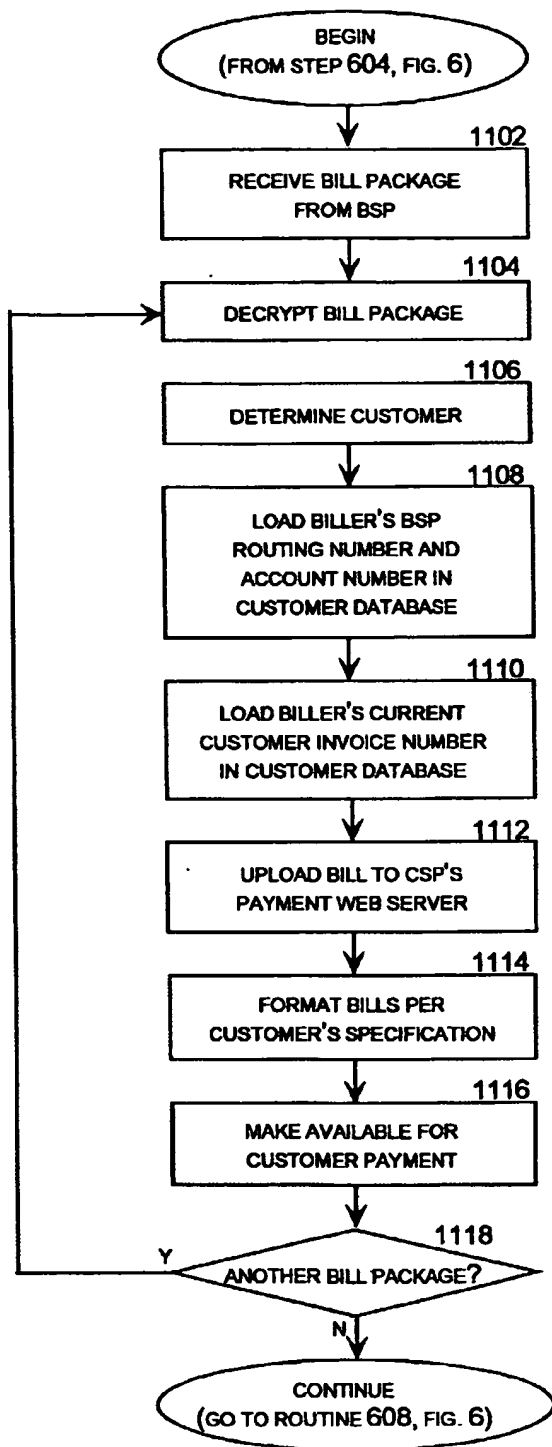 BEGIN
(FROM STEP 604, FIG. 6)
1102
RECEIVE BILL PACKAGE
FROM BSP
1104
DECRYPT BILL PACKAGE
1106
DETERMINE CUSTOMER
1108
LOAD BILLER'S BSP
ROUTING NUMBER AND
ACCOUNT NUMBER IN
CUSTOMER DATABASE
1110
LOAD BILLER'S CURRENT
CUSTOMER INVOICE NUMBER
IN CUSTOMER DATABASE
1112
UPLOAD BILL TO CSP'S
PAYMENT WEB SERVER
1114
FORMAT BILLS PER
CUSTOMER'S SPECIFICATION
1116
MAKE AVAILABLE FOR
CUSTOMER PAYMENT
1118
Y
ANOTHER BILL PACKAGE?
N
CONTINUE
(GO TO ROUTINE 608, FIG. 6)